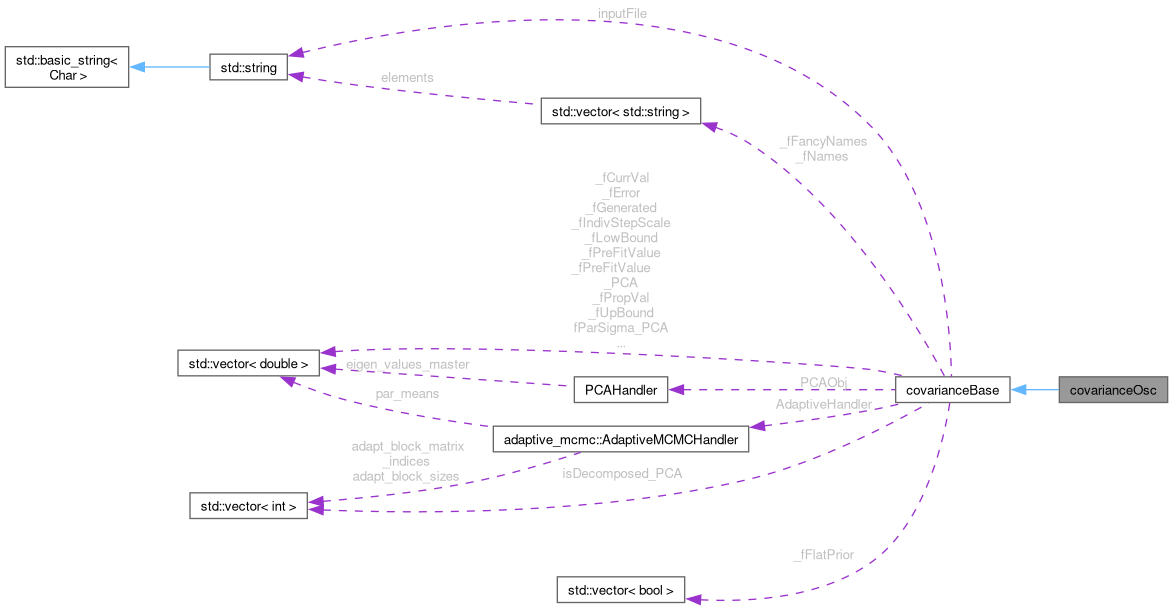 inputFile
std::basic_string<
Char >
std::string
elements
std::vector< std::string >
_fFancyNames
_fNames
_fCurrVal
_fError
_fGenerated
_fIndivStepScale
_fLowBound
_fPreFitValue
_fPreFitValue
_PCA
_fPropVal
_fUpBound
fParSigma_PCA
...
std::vector< double >
eigen_values_master
PCAHandler
PCAObj
covarianceBase
covarianceOsc
par_means
AdaptiveHandler
adaptive_mcmc::AdaptiveMCMCHandler
adapt_block_matrix
_indices
adapt_block_sizes
isDecomposed_PCA
std::vector< int >
_fFlatPrior
std::vector< bool >